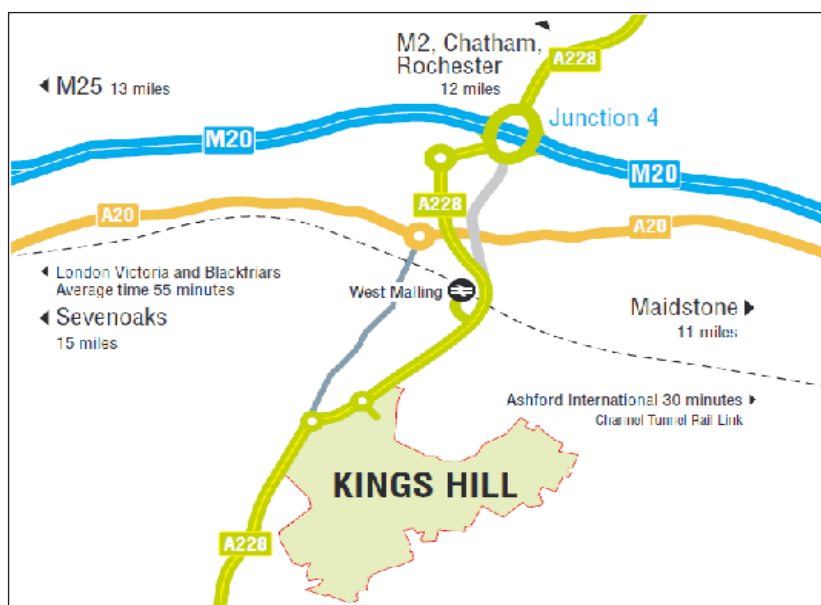 M2, Chatham,
Rochester
12 miles
A228
M25 13 miles
Junction 4
M20
M20
A228
A20
A20
London Victoria and Blackfriars
Average time 55 minutes
West Malling
Sevenoaks
15 miles
Maidstone
11 miles
Ashford International 30 minutes
Channel Tunnel Rail Link
KINGS HILL
A228